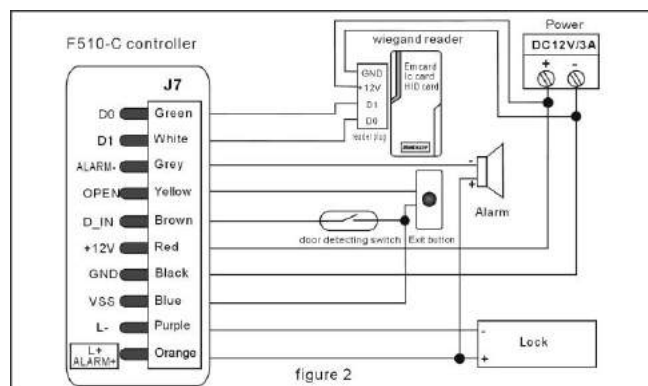 Power
F510-C controller
wiegand reader
DC12V/3A
+ -
J7
GND
+12V
D1
D0
Em card
Ic card
HID card
reader plug
D0 Green
D1 White
ALARM- Grey
OPEN Yellow
D_IN Brown
+12V Red
GND Black
VSS Blue
L- Purple
L+
ALARM+
Orange
-
+
Alarm
door detecting switch
Exit button
-
+
Lock
figure 2